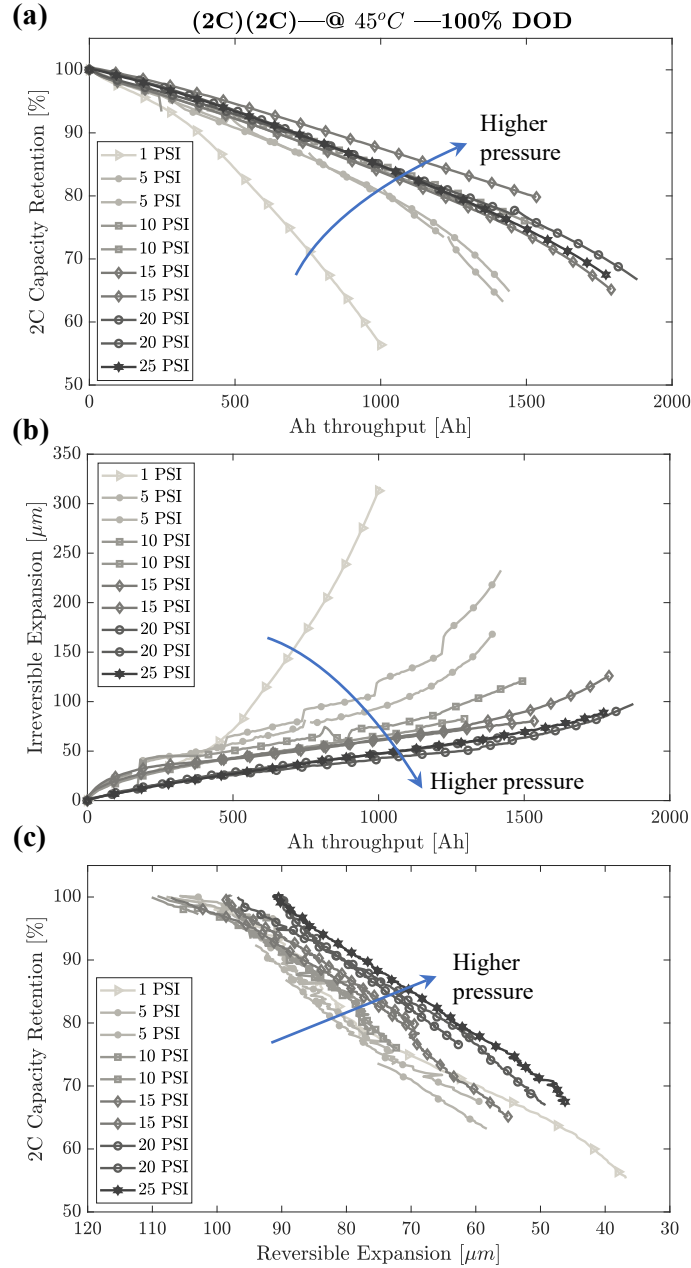 (a)
(2C)(2C)—@ 45°C —100% DOD
2C Capacity Retention [%]
100
90
80
70
60
50
Higher
pressure
1 PSI
5 PSI
5 PSI
10 PSI
10 PSI
15 PSI
15 PSI
20 PSI
20 PSI
25 PSI
0
500
1000
1500
2000
Ah throughput [Ah]
(b)
Irreversible Expansion [μm]
350
300
250
200
150
100
50
0
1 PSI
5 PSI
5 PSI
10 PSI
10 PSI
15 PSI
15 PSI
20 PSI
20 PSI
25 PSI
Higher pressure
0
500
1000
1500
2000
Ah throughput [Ah]
(c)
2C Capacity Retention [%]
100
90
80
70
60
50
Higher
pressure
1 PSI
5 PSI
5 PSI
10 PSI
10 PSI
15 PSI
15 PSI
20 PSI
20 PSI
25 PSI
120
110
100
90
80
70
60
50
40
30
Reversible Expansion [μm]